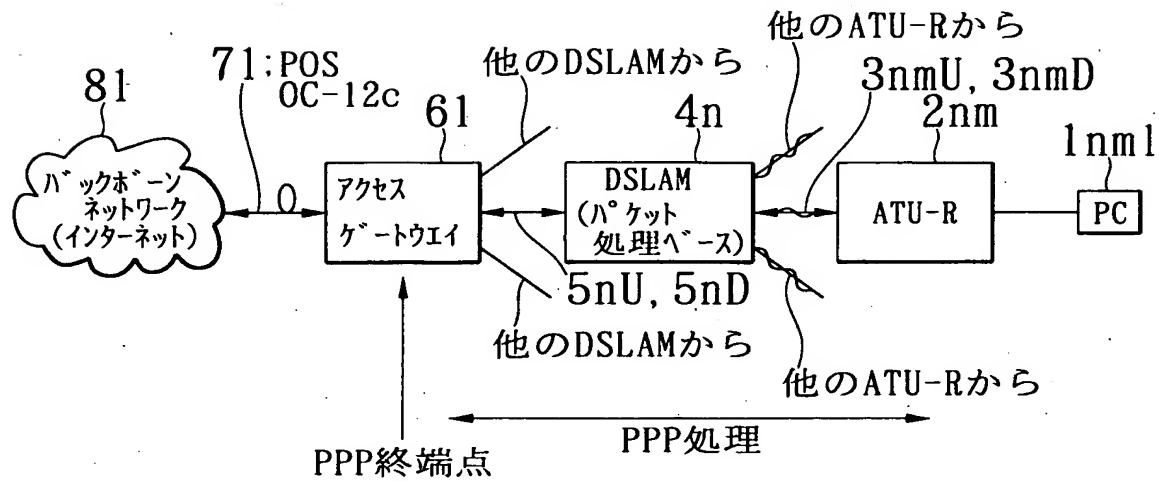 他のATU-Rから
71:POS
OC-12c
他のDSLAMから
3nmU, 3nmD
81
61
4n
2nm
1nm1
バックボーン
ネットワーク
(インターネット)
アクセス
ゲートウエイ
DSLAM
(パケット
処理ベース)
ATU-R
PC
5nU, 5nD
他のDSLAMから
他のATU-Rから
PPP処理
PPP終端点